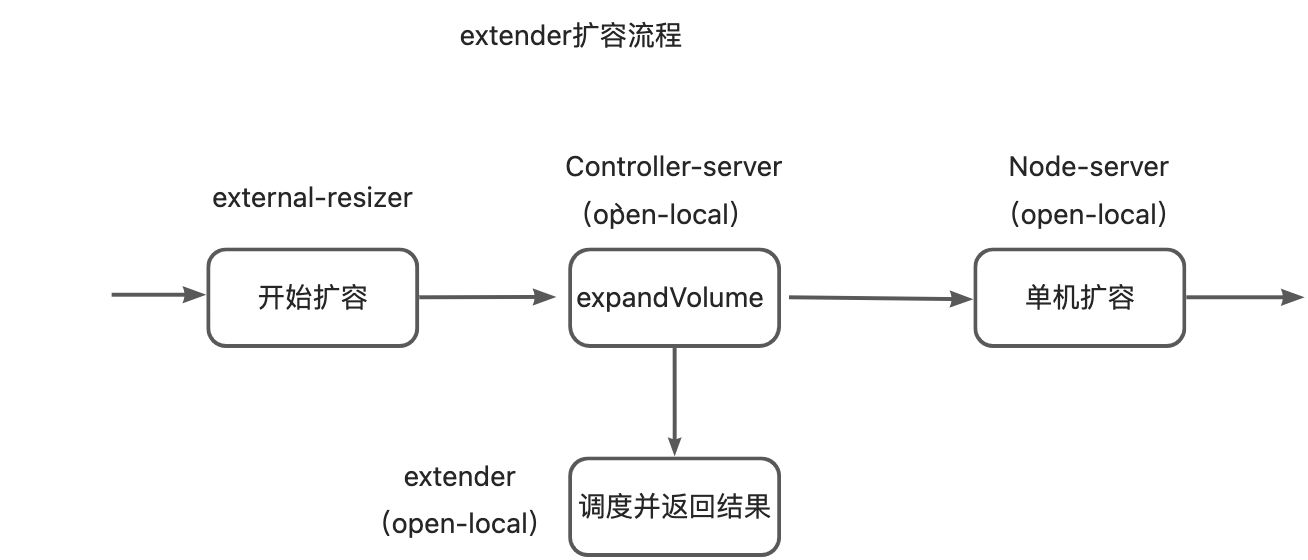 extender扩容流程
external-resizer
Controller-server
（open-local）
Node-server
（open-local）
开始扩容
expandVolume
单机扩容
extender
（open-local）
调度并返回结果